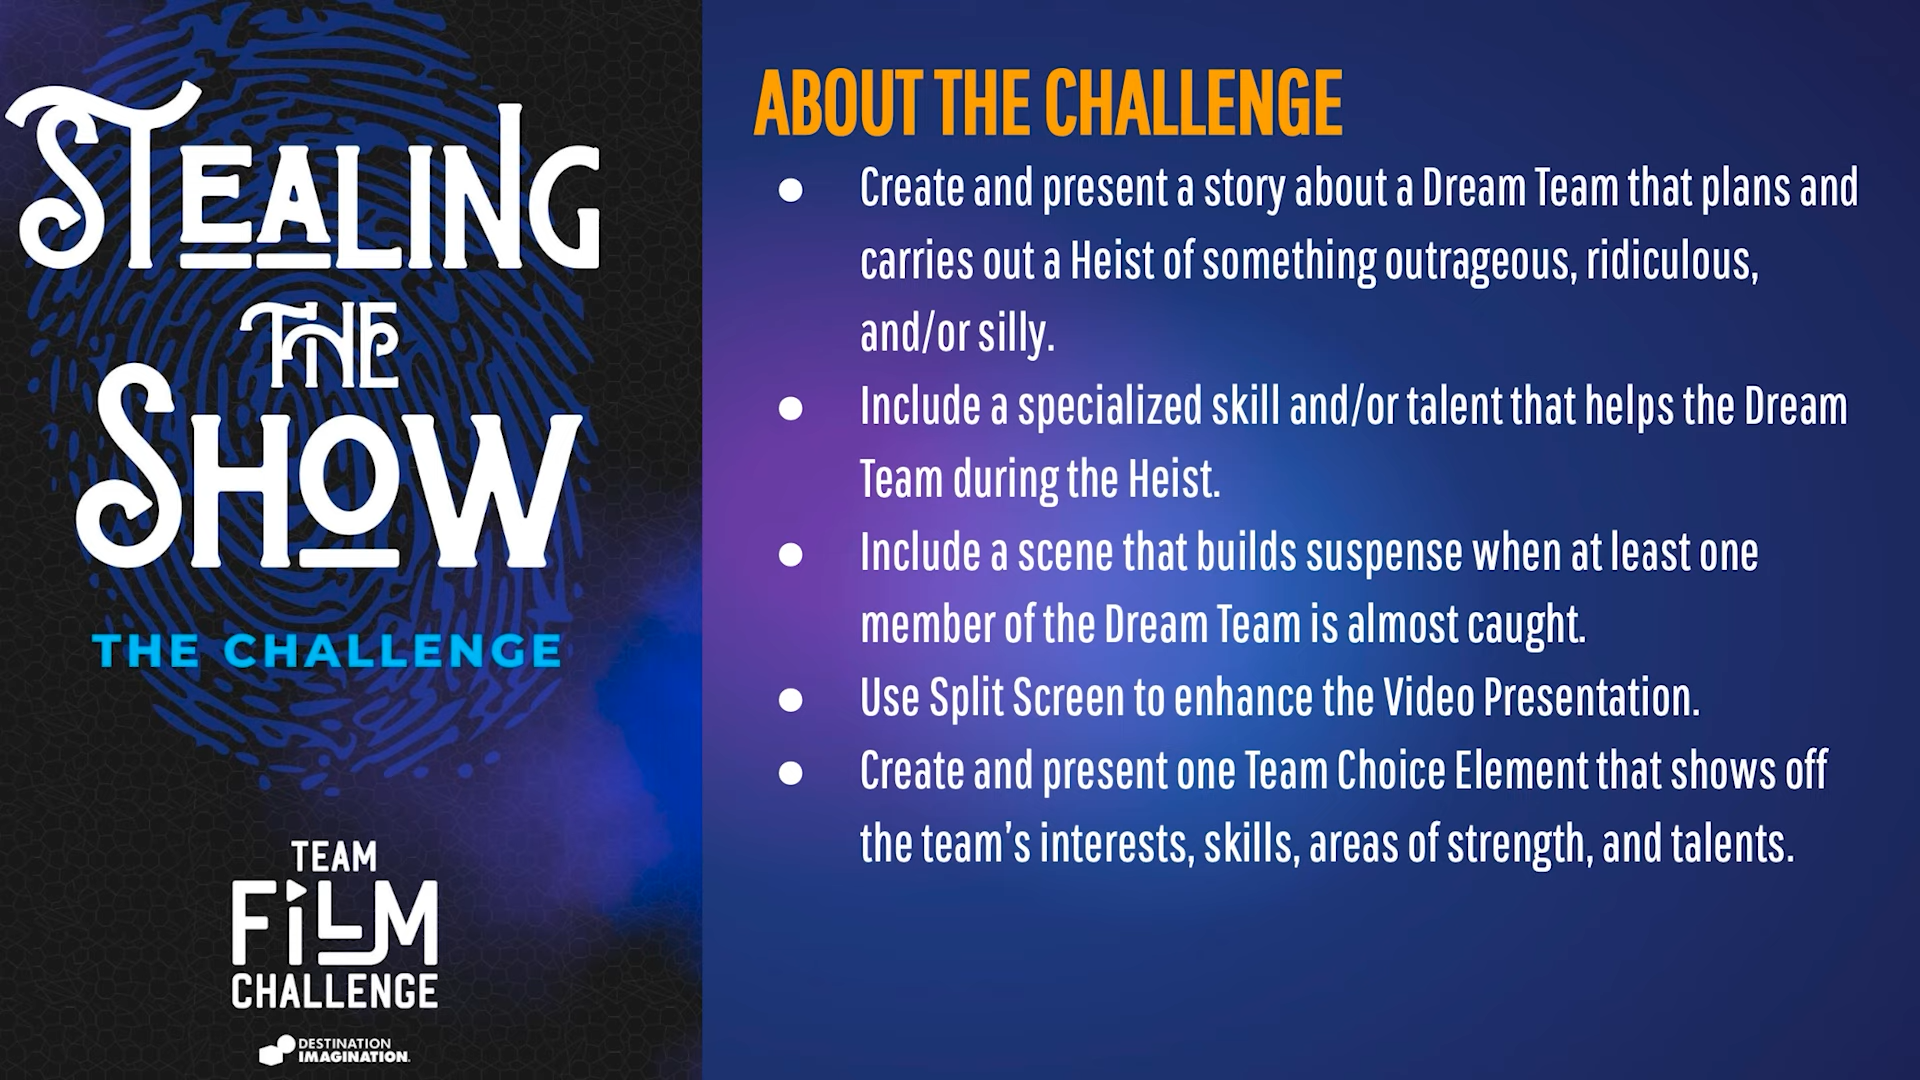 STEALING
THE
SHOW
THE CHALLENGE
TEAM
FILM
CHALLENGE
DESTINATION
IMAGINATION.
ABOUT THE CHALLENGE
● Create and present a story about a Dream Team that plans and
carries out a Heist of something outrageous, ridiculous,
and/or silly.
● Include a specialized skill and/or talent that helps the Dream
Team during the Heist.
● Include a scene that builds suspense when at least one
member of the Dream Team is almost caught.
● Use Split Screen to enhance the Video Presentation.
● Create and present one Team Choice Element that shows off
the team’s interests, skills, areas of strength, and talents.